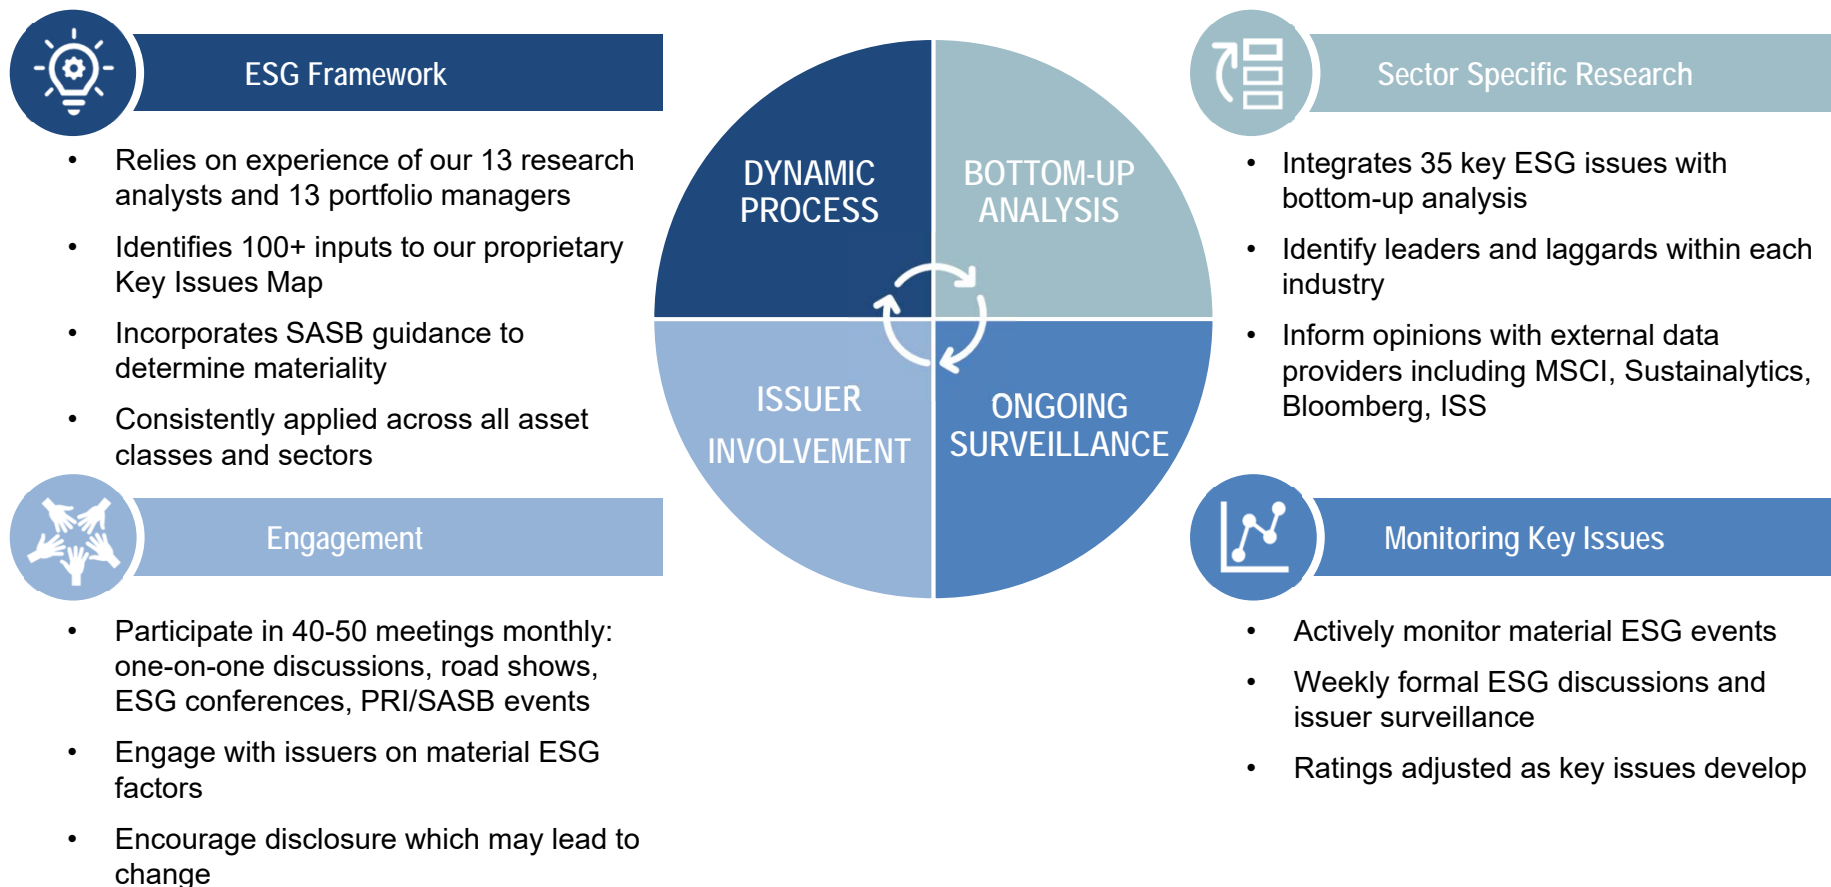 ESG Framework
• Relies on experience of our 13 research
analysts and 13 portfolio managers
• Identifies 100+ inputs to our proprietary
Key Issues Map
• Incorporates SASB guidance to
determine materiality
• Consistently applied across all asset
classes and sectors
DYNAMIC
PROCESS
BOTTOM-UP
ANALYSIS
ISSUER
INVOLVEMENT
ONGOING
SURVEILLANCE
Sector Specific Research
• Integrates 35 key ESG issues with
bottom-up analysis
• Identify leaders and laggards within each
industry
• Inform opinions with external data
providers including MSCI, Sustainalytics,
Bloomberg, ISS
Engagement
• Participate in 40-50 meetings monthly:
one-on-one discussions, road shows,
ESG conferences, PRI/SASB events
• Engage with issuers on material ESG
factors
• Encourage disclosure which may lead to
change
Monitoring Key Issues
• Actively monitor material ESG events
• Weekly formal ESG discussions and
issuer surveillance
• Ratings adjusted as key issues develop